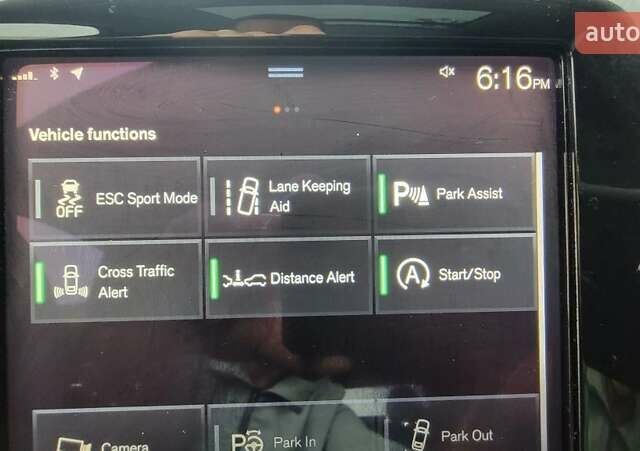 auto
6:16PM
Vehicle functions
OFF
ESC Sport Mode
Lane Keeping
Aid
P
Park Assist
Cross Traffic
Alert
Distance Alert
A
Start/Stop
Camera
P
Park In
Park Out